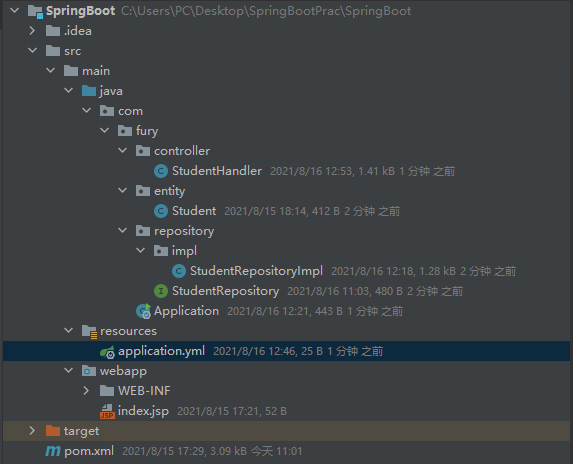 SpringBoot C:\Users\PC\Desktop\SpringBootPrac\SpringBoot
.idea
src
main
java
com
fury
controller
StudentHandler 2021/8/16 12:53, 1.41 kB 1 分钟 之前
entity
Student 2021/8/15 18:14, 412 B 2 分钟 之前
repository
impl
StudentRepositoryImpl 2021/8/16 12:18, 1.28 kB 2 分钟 之前
StudentRepository 2021/8/16 11:03, 480 B 2 分钟 之前
Application 2021/8/16 12:21, 443 B 1 分钟 之前
resources
application.yml 2021/8/16 12:46, 25 B 1 分钟 之前
webapp
WEB-INF
index.jsp 2021/8/15 17:21, 52 B
target
pom.xml 2021/8/15 17:29, 3.09 kB 今天 11:01